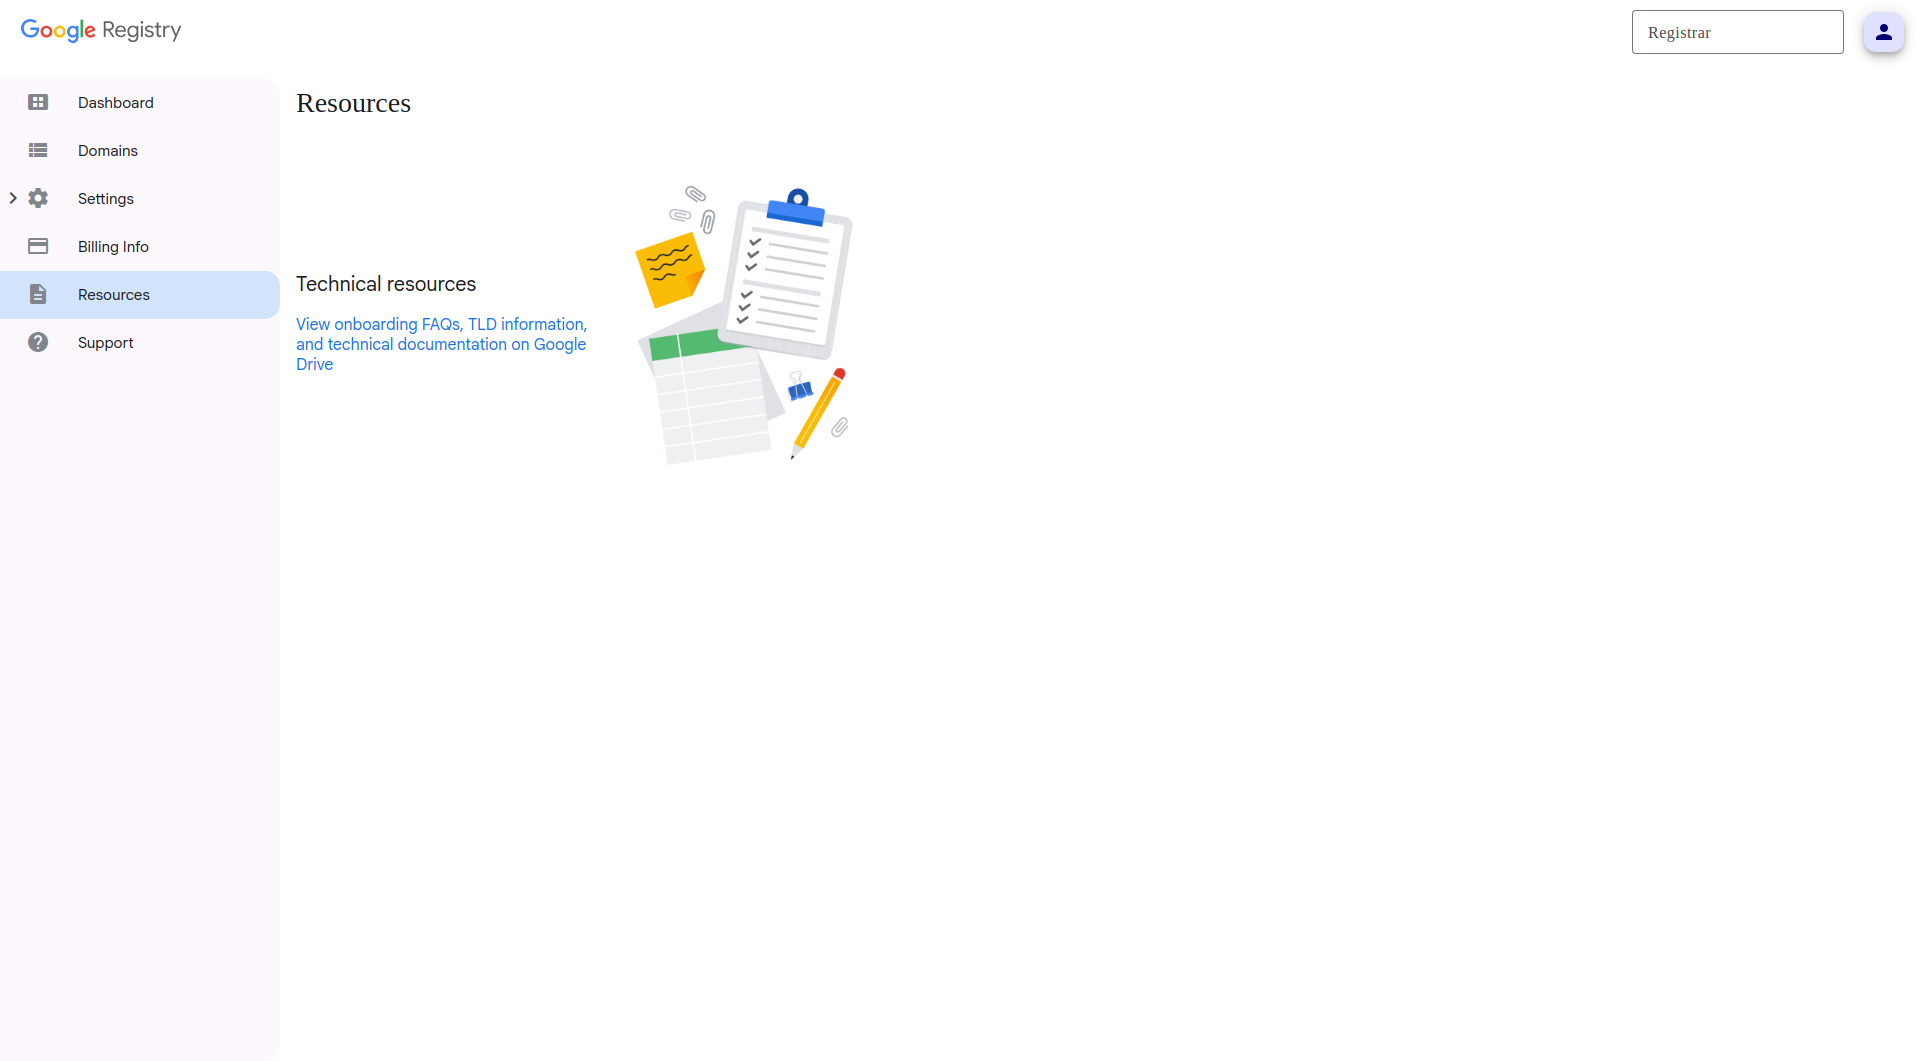 Google Registry
Registrar
Dashboard
Domains
Settings
Billing Info
Resources
Support
Resources
Technical resources
View onboarding FAQs, TLD information,
and technical documentation on Google
Drive